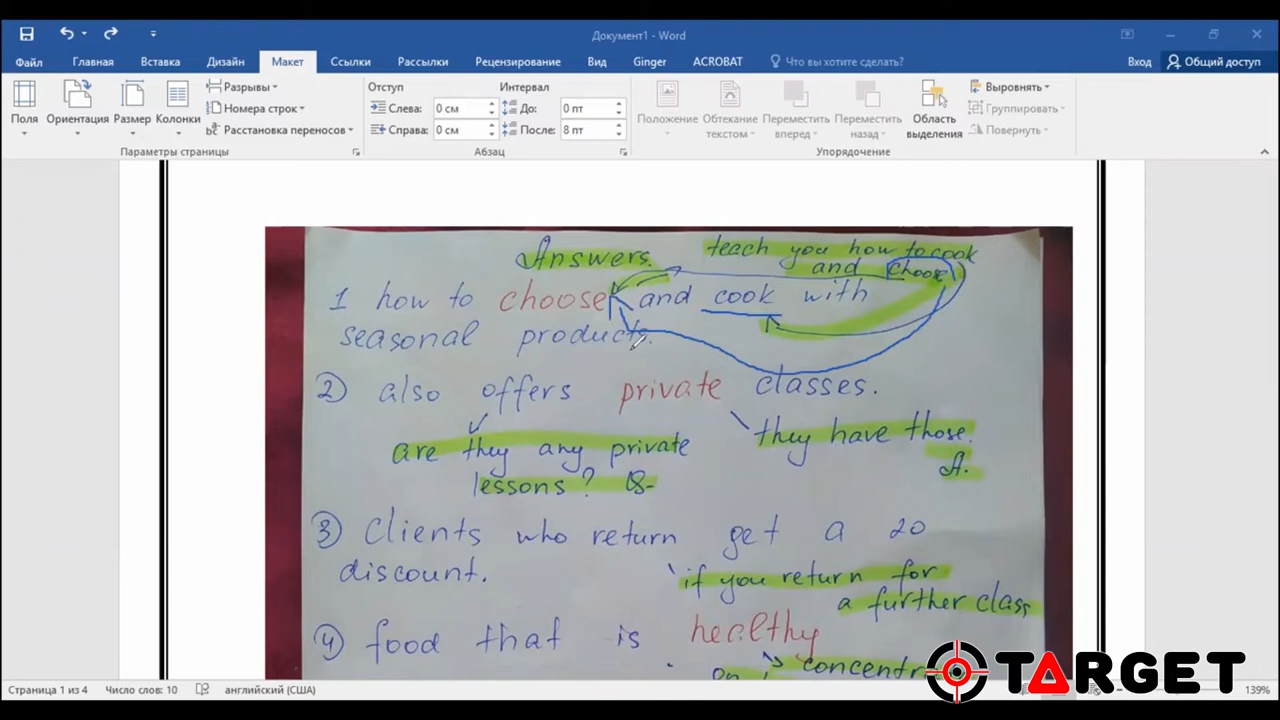 Документ1 - Word
Файл Главная Вставка Дизайн Макет Ссылки Рассылки Рецензирование Вид Ginger ACROBAT Что вы хотите сделать? Вход Общий доступ
Поля
Ориентация
Размер
Колонки
Разрывы
Номера строк
Расстановка переносов
Параметры страницы
Отступ
Слева: 0 см
Справа: 0 см
Интервал
До: 0 пт
После: 8 пт
Абзац
Положение
Обтекание текстом
Переместить вперед
Переместить назад
Область выделения
Выровнять
Группировать
Повернуть
Упорядочение
Answers. teach you how to cook
and choose
1 how to choose and cook with
seasonal products.
2) also offers private classes.
are they any private they have those.
lessons? Q- A.
3) Clients who return get a 20
discount.
if you return for
a further class
4) food that is healthy
on concentr
TARGET
Страница 1 из 4 Число слов: 10 английский (США) 139%